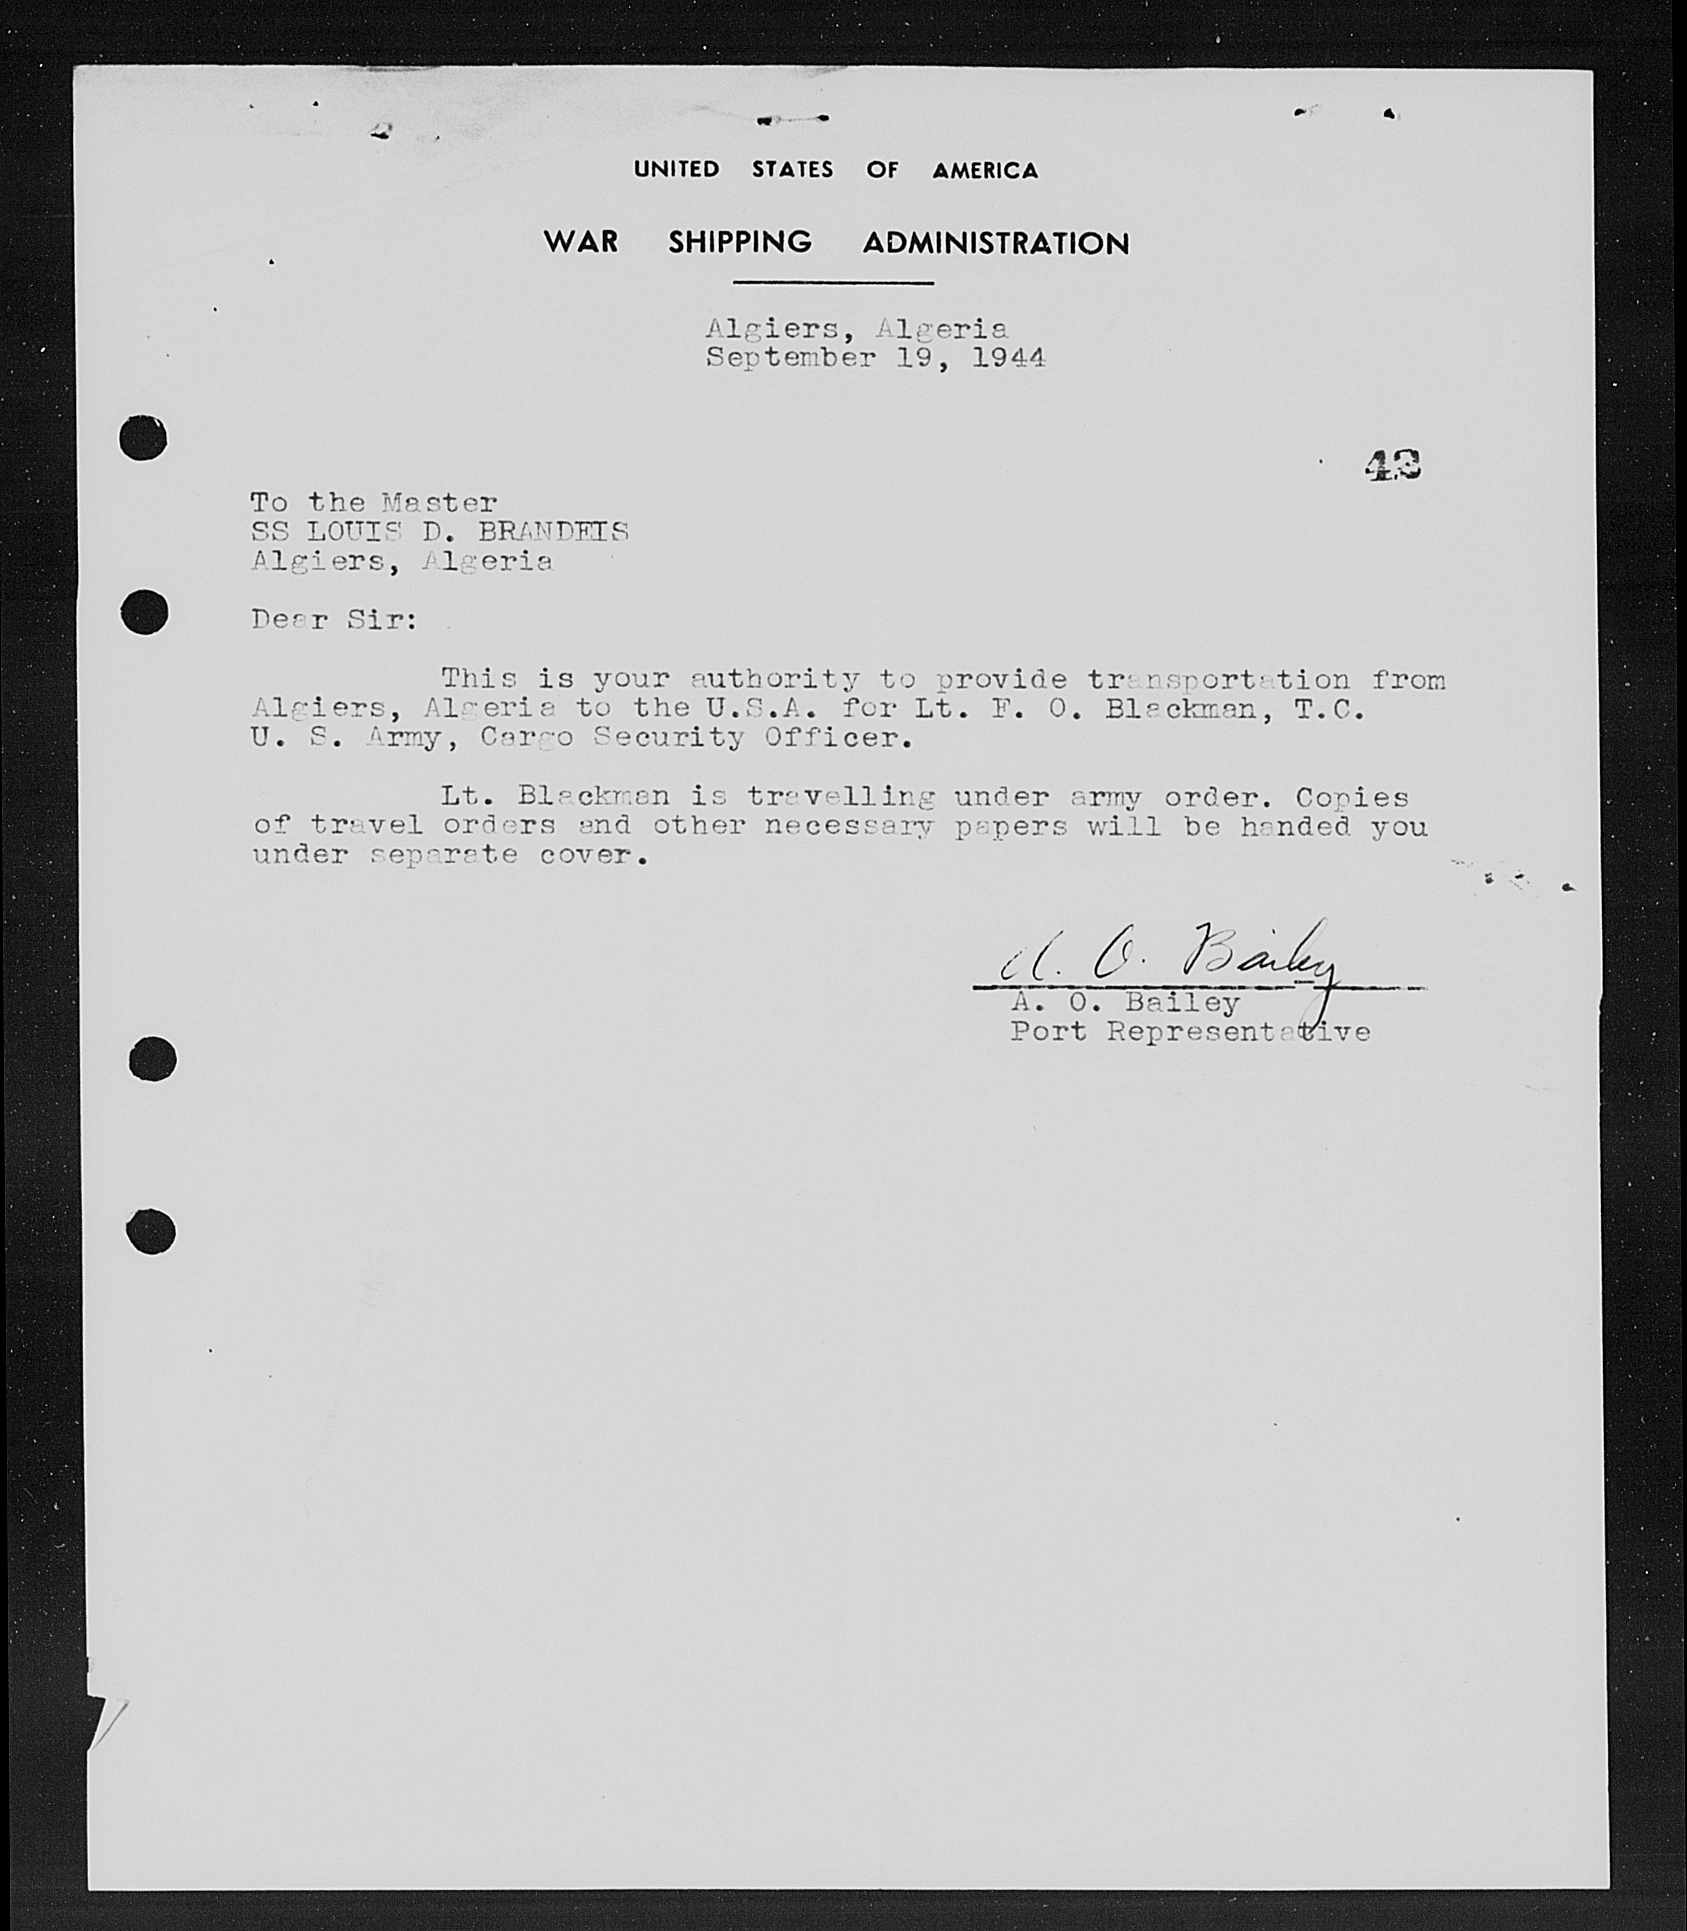 UNITED STATES OF AMERICA
WAR SHIPPING ADMINISTRATION
Algiers, Algeria
September 19, 1944
43
To the Master
SS LOUIS D. BRANDEIS
Algiers, Algeria
Dear Sir:
This is your authority to provide transportation from
Algiers, Algeria to the U.S.A. for Lt. F. O. Blackman, T.C.
U. S. Army, Cargo Security Officer.
Lt. Blackman is travelling under army order. Copies
of travel orders and other necessary papers will be handed you
under separate cover.
A. O. Bailey
A. O. Bailey
Port Representative